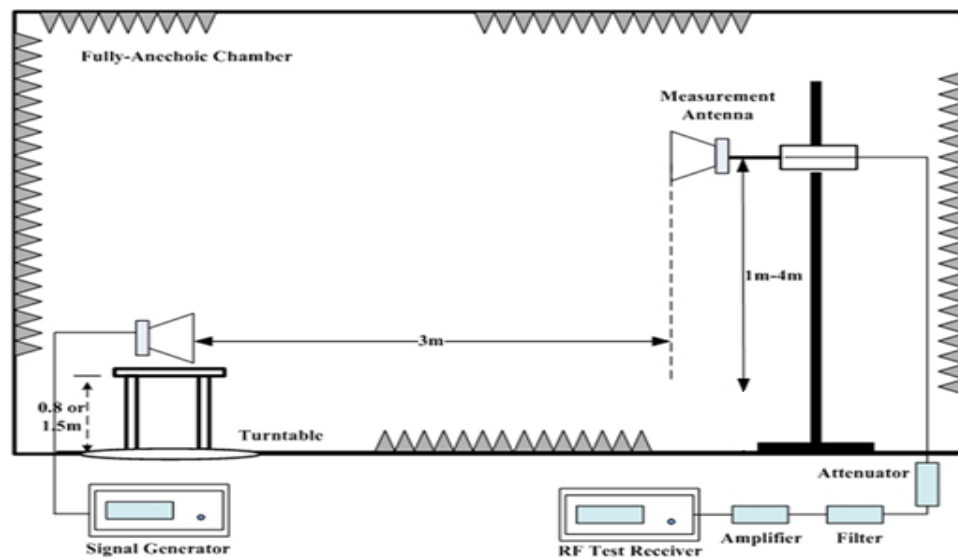 Fully-Anechoic Chamber
Measurement
Antenna
1m-4m
3m
0.8 or
1.5m
Turntable
Attenuator
Signal Generator
RF Test Receiver
Amplifier
Filter